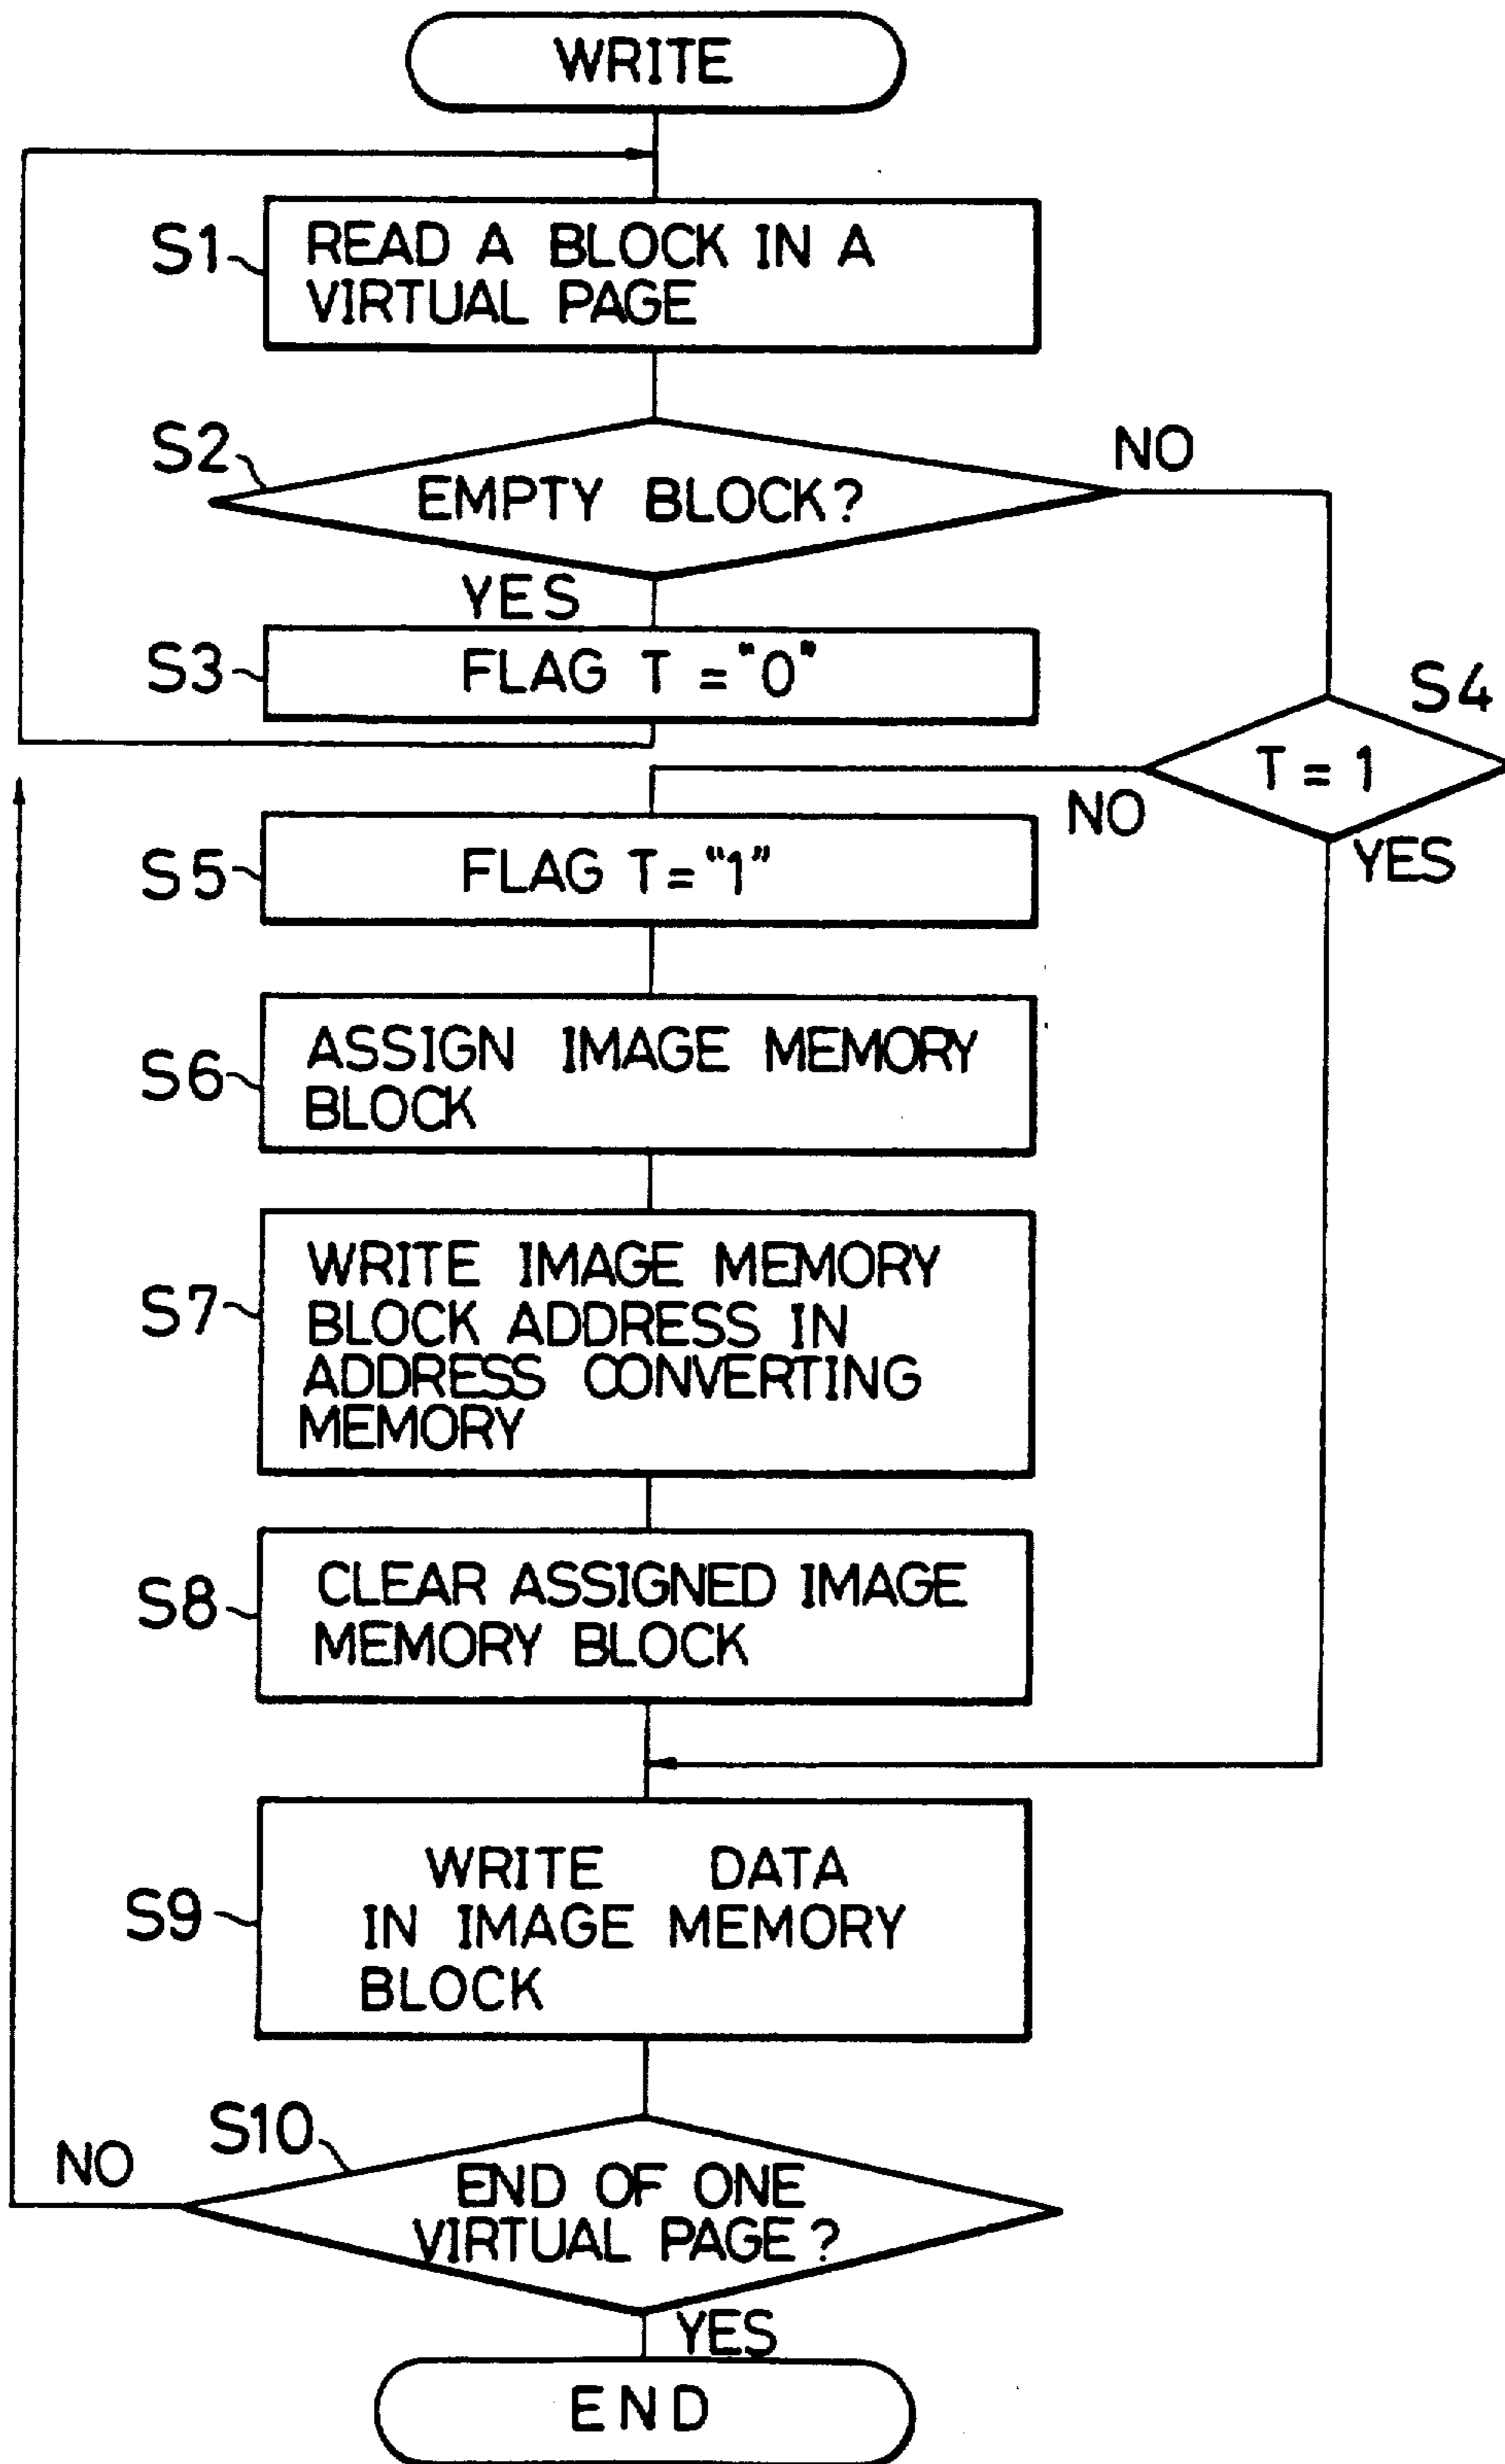 WRITE
S1
READ A BLOCK IN A
VIRTUAL PAGE
S2
EMPTY BLOCK?
NO
YES
S3
FLAG T = "0"
S4
T = 1
NO
YES
S5
FLAG T = "1"
S6
ASSIGN IMAGE MEMORY
BLOCK
S7
WRITE IMAGE MEMORY
BLOCK ADDRESS IN
ADDRESS CONVERTING
MEMORY
S8
CLEAR ASSIGNED IMAGE
MEMORY BLOCK
S9
WRITE DATA
IN IMAGE MEMORY
BLOCK
S10
NO
END OF ONE
VIRTUAL PAGE?
YES
END